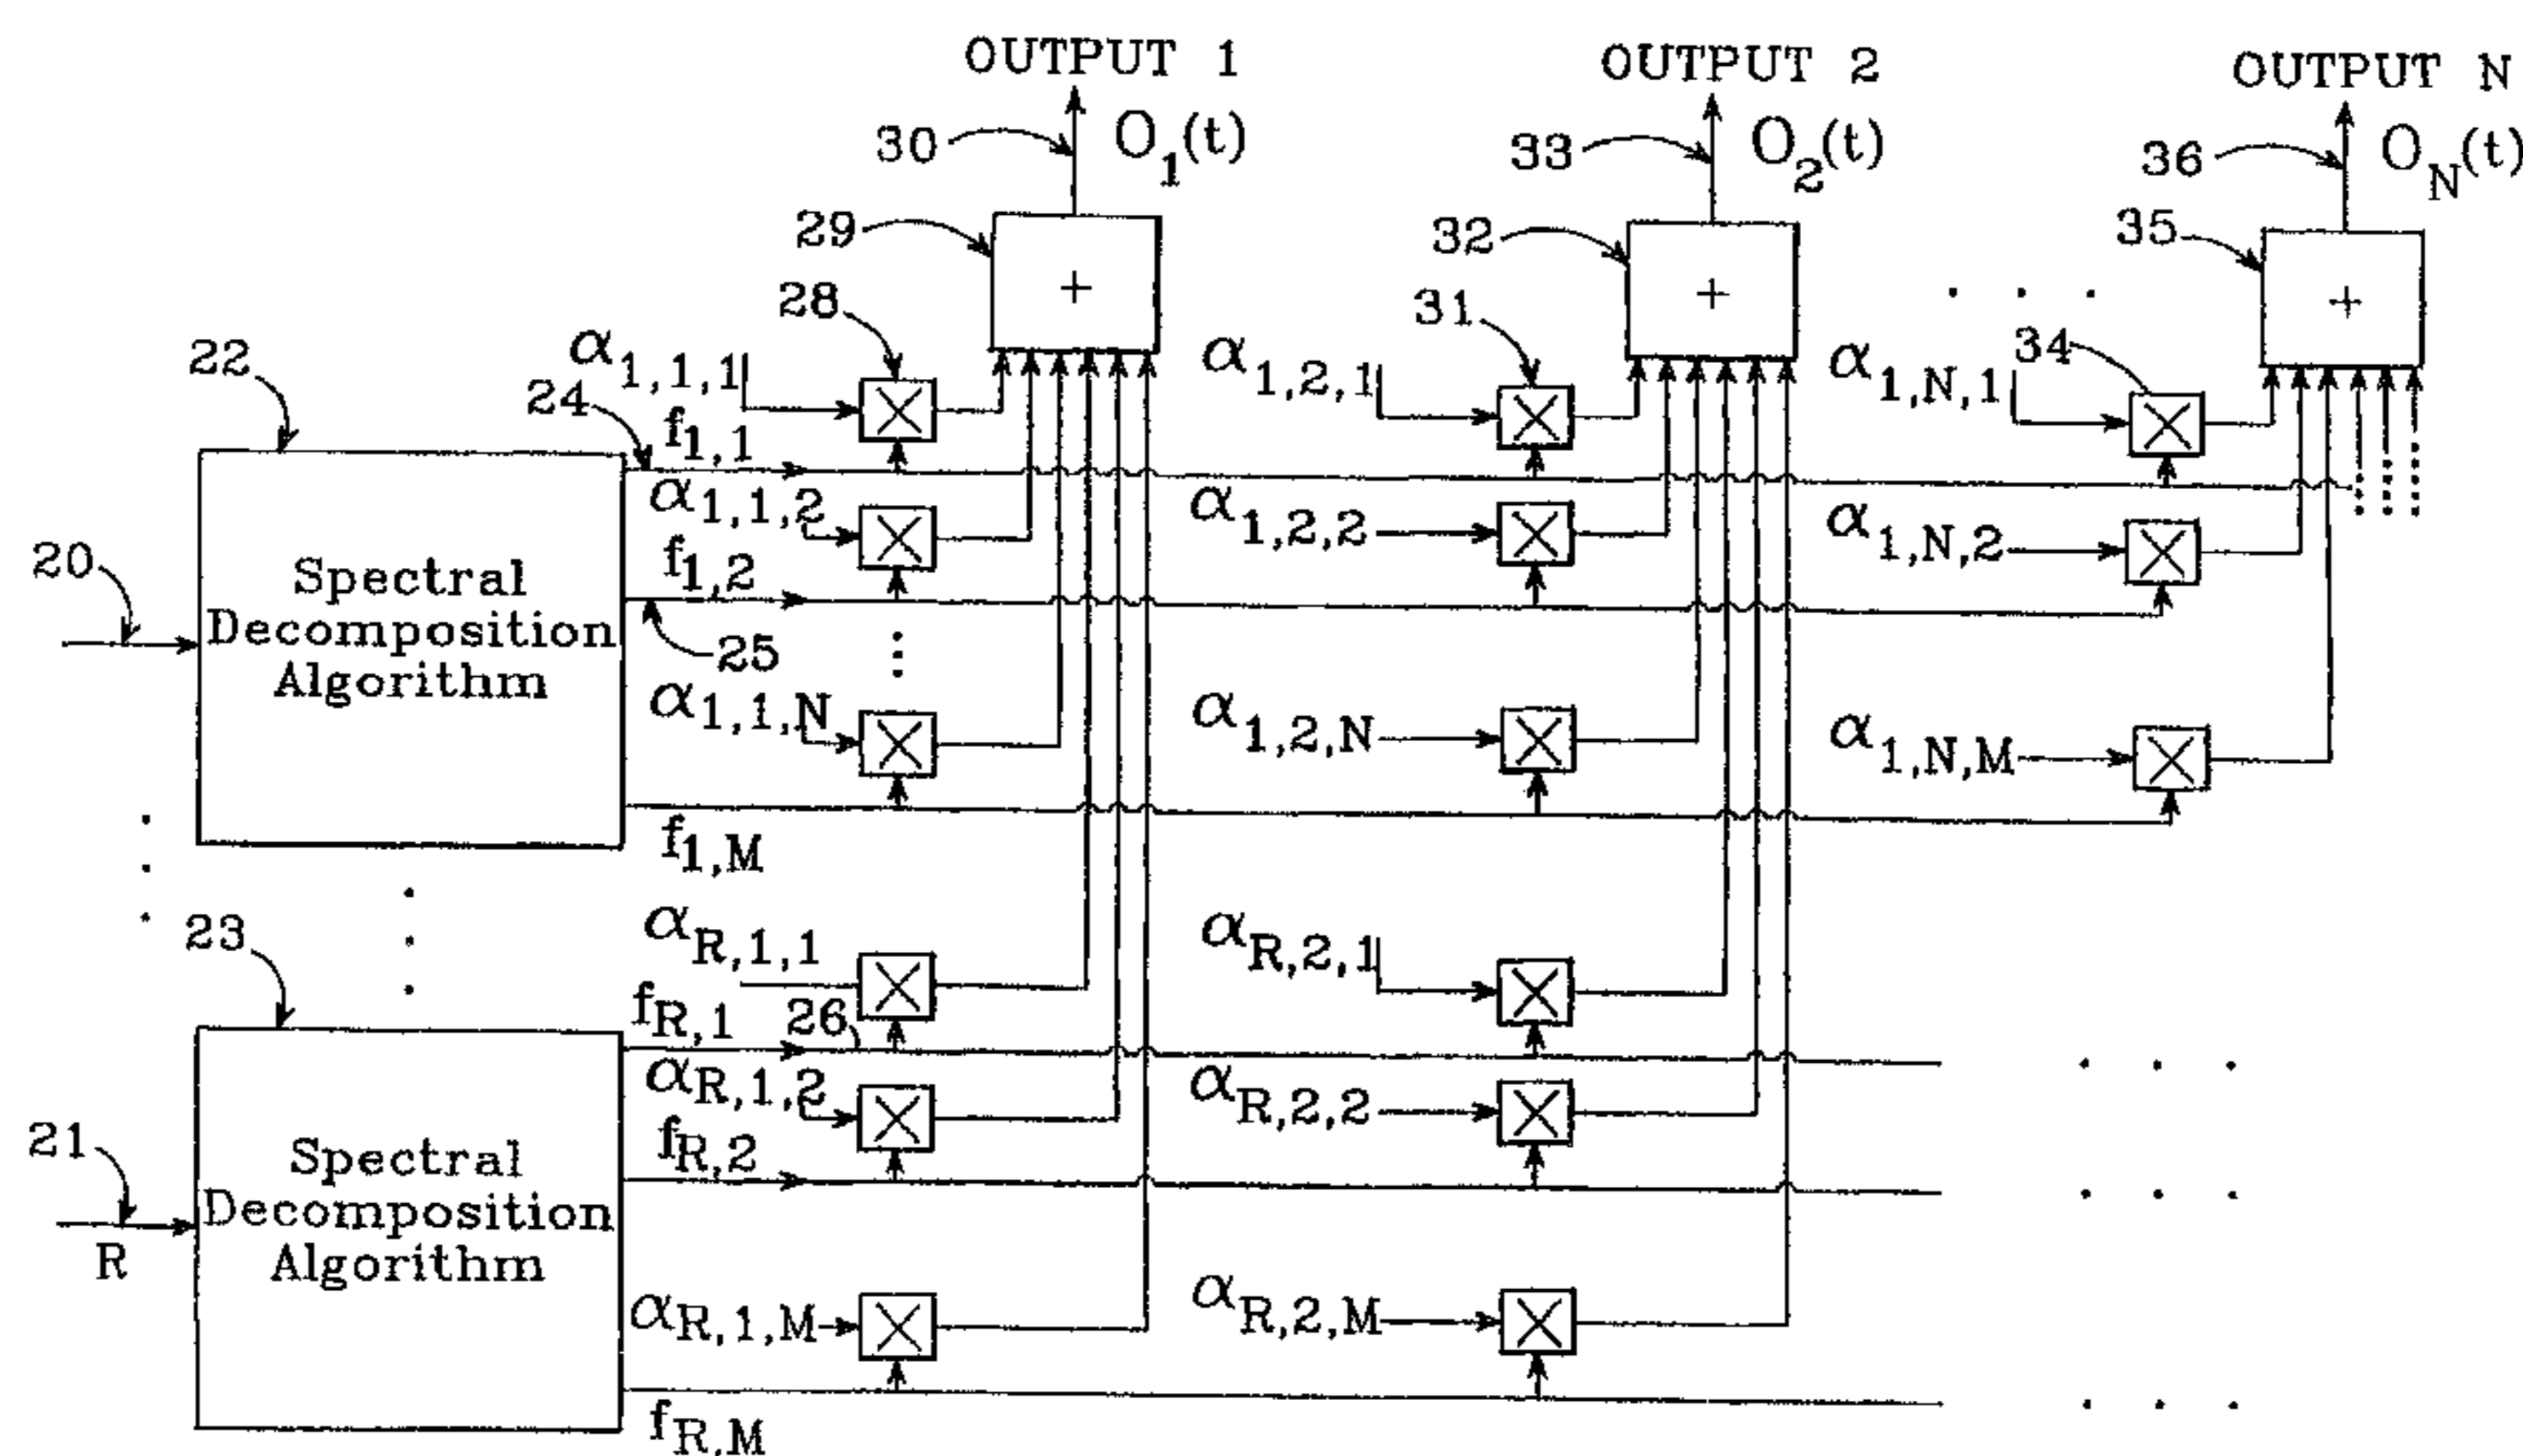 OUTPUT 1
OUTPUT 2
OUTPUT N
30
O1(t)
33
O2(t)
36
ON(t)
29
32
35
+
+
+
28
31
34
22
24
α1,1,1
α1,2,1
α1,N,1
f1,1
α1,1,2
α1,2,2
α1,N,2
20
Spectral
Decomposition
Algorithm
f1,2
25
α1,1,N
α1,2,N
α1,N,M
f1,M
23
αR,1,1
αR,2,1
fR,1
26
αR,1,2
αR,2,2
21
R
Spectral
Decomposition
Algorithm
fR,2
αR,1,M
αR,2,M
fR,M